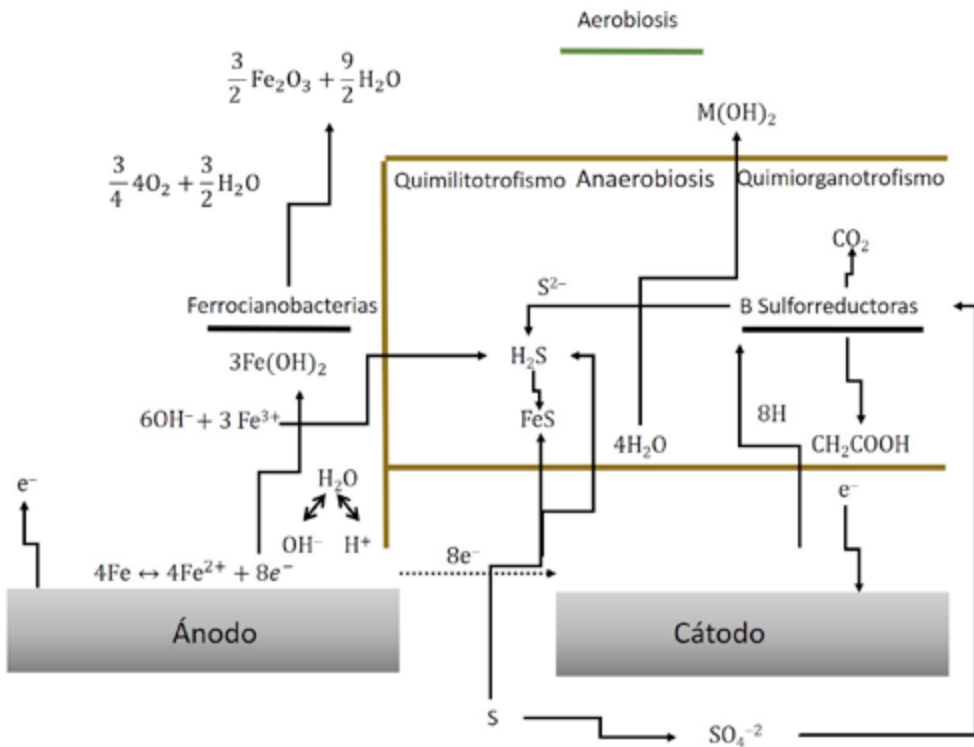 Aerobiosis
3/2 Fe₂O₃ + 9/2 H₂O
M(OH)₂
3/4 4O₂ + 3/2 H₂O
Quimilitotrofismo Anaerobiosis Quimiorganotrofismo
CO₂
Ferrocianobacterias
S²⁻
B Sulforreductoras
3Fe(OH)₂
H₂S
6OH⁻ + 3 Fe³⁺
FeS
8H
4H₂O
CH₂COOH
e⁻
H₂O
e⁻
OH⁻ H⁺
4Fe ↔ 4Fe²⁺ + 8e⁻
8e⁻
Ánodo
Cátodo
S
SO₄⁻²